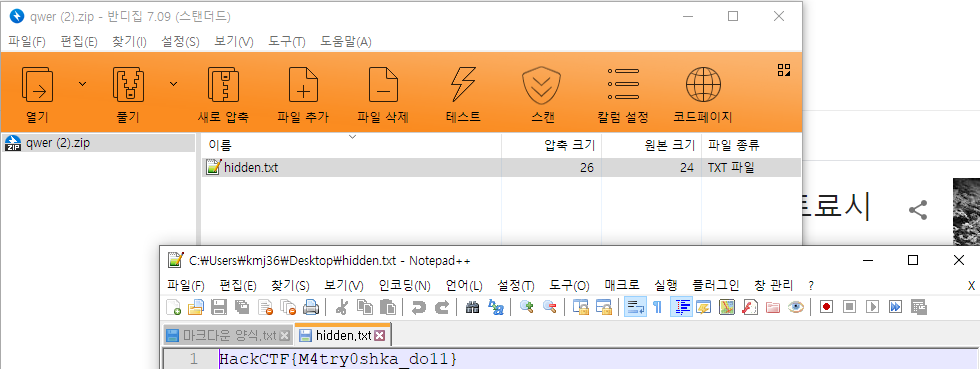 qwer (2).zip - 반디집 7.09 (스탠더드)
파일(F) 편집(E) 찾기(I) 설정(S) 보기(V) 도구(T) 도움말(A)
열기 풀기 새로 압축 파일 추가 파일 삭제 테스트 스캔 칼럼 설정 코드페이지
ZIP qwer (2).zip
이름 압축 크기 원본 크기 파일 종류
hidden.txt 26 24 TXT 파일
트료시
C:₩Users₩kmj36₩Desktop₩hidden.txt - Notepad++
파일(F) 편집(E) 찾기(S) 보기(V) 인코딩(N) 언어(L) 설정(T) 도구(O) 매크로 실행 플러그인 창 관리 ? X
마크다운 양식.txt hidden.txt
1 HackCTF{M4try0shka_do11}